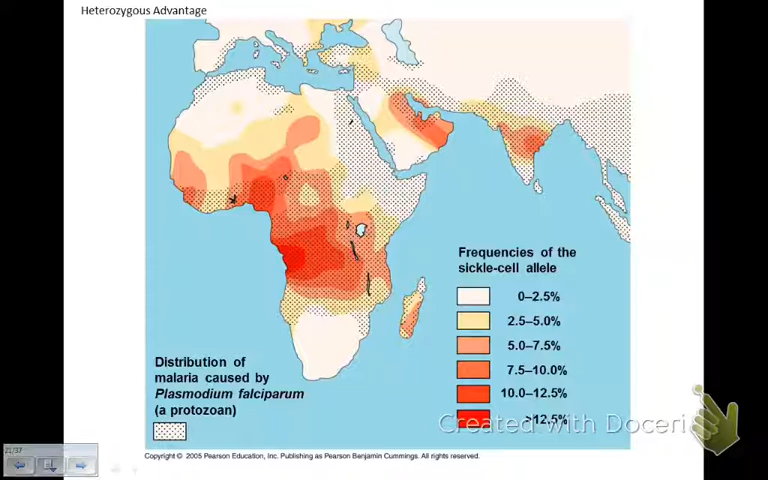 Heterozygous Advantage
Frequencies of the
sickle-cell allele
0–2.5%
2.5–5.0%
5.0–7.5%
7.5–10.0%
10.0–12.5%
>12.5%
Distribution of
malaria caused by
Plasmodium falciparum
(a protozoan)
Created with Doceri
21/37
Copyright © 2005 Pearson Education, Inc. Publishing as Pearson Benjamin Cummings. All rights reserved.